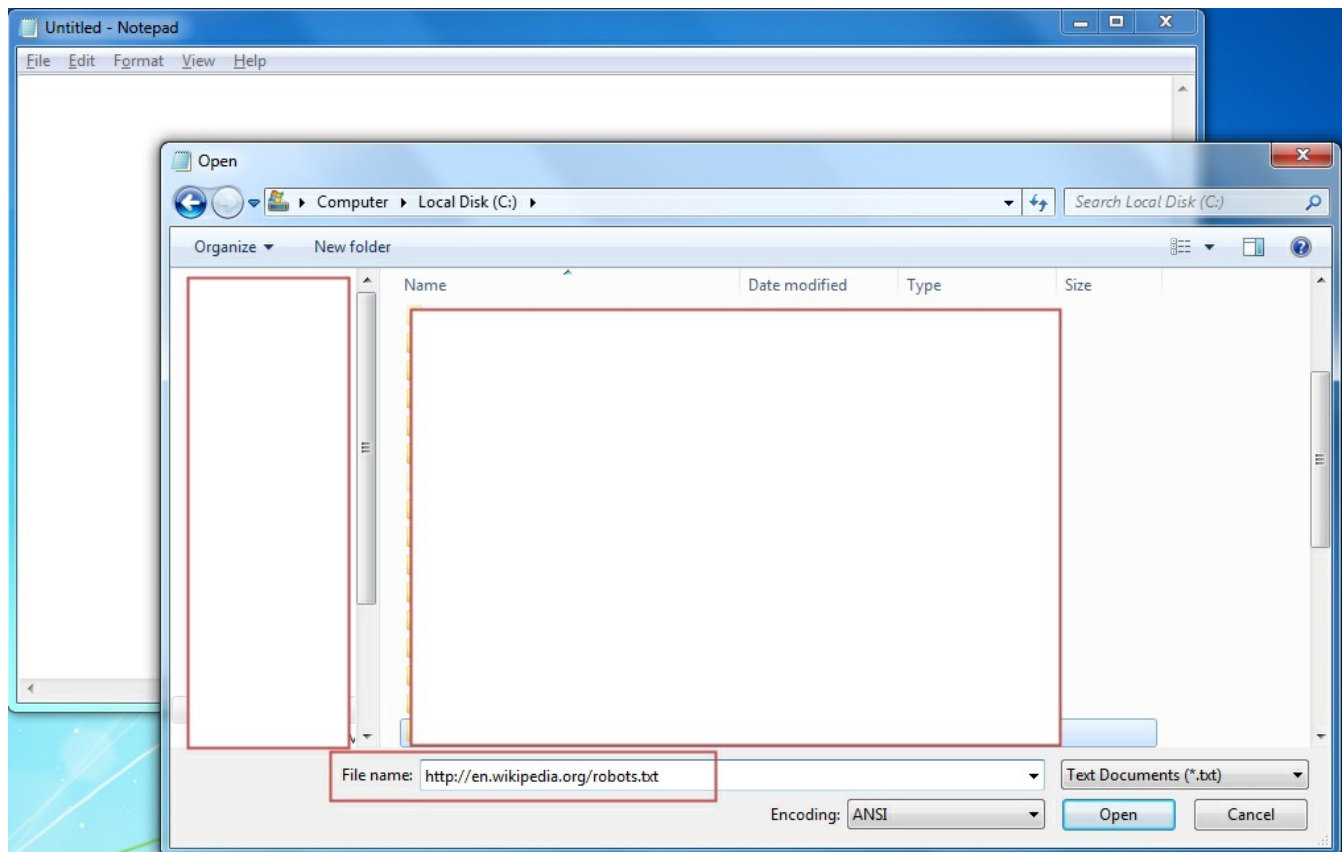 Untitled - Notepad
File Edit Format View Help
Open
Computer Local Disk (C:)
Search Local Disk (C:)
Organize New folder
Name Date modified Type Size
File name: http://en.wikipedia.org/robots.txt
Text Documents (*.txt)
Encoding: ANSI
Open Cancel